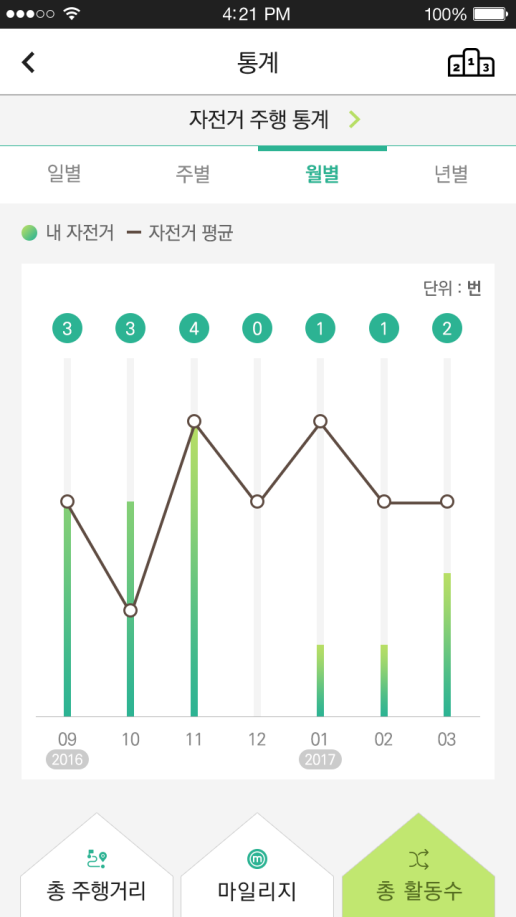 4:21 PM 100%
통계 2 1 3
자전거 주행 통계
일별 주별 월별 년별
내 자전거 자전거 평균
단위 : 번
3 3 4 0 1 1 2
09 10 11 12 01 02 03
2016 2017
m
총 주행거리 마일리지 총 활동수